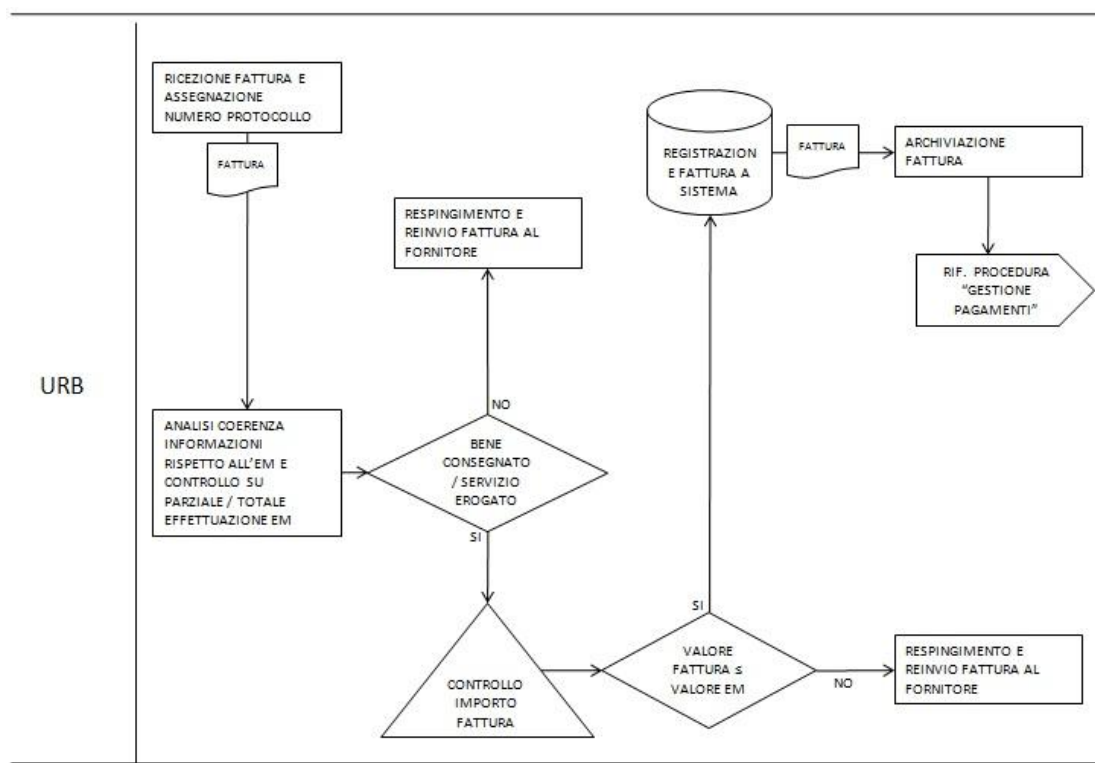 URB
RICEZIONE FATTURA E
ASSEGNAZIONE
NUMERO PROTOCOLLO
FATTURA
ANALISI COERENZA
INFORMAZIONI
RISPETTO ALL'EM E
CONTROLLO SU
PARZIALE / TOTALE
EFFETTUAZIONE EM
BENE
CONSEGNATO
/ SERVIZIO
EROGATO
NO
RESPINGIMENTO E
REINVIO FATTURA AL
FORNITORE
SI
CONTROLLO
IMPORTO
FATTURA
VALORE
FATTURA ≤
VALORE EM
NO
RESPINGIMENTO E
REINVIO FATTURA AL
FORNITORE
SI
REGISTRAZION
E FATTURA A
SISTEMA
FATTURA
ARCHIVIAZIONE
FATTURA
RIF. PROCEDURA
“GESTIONE
PAGAMENTI”